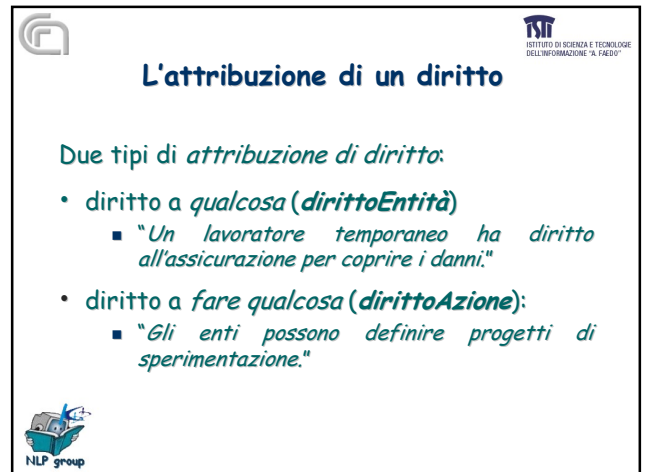 ISTI
ISTITUTO DI SCIENZA E TECNOLOGIE
DELL'INFORMAZIONE "A. FAEDO"
L'attribuzione di un diritto
Due tipi di attribuzione di diritto:
• diritto a qualcosa (dirittoEntità)
■ "Un lavoratore temporaneo ha diritto
all'assicurazione per coprire i danni."
• diritto a fare qualcosa (dirittoAzione):
■ "Gli enti possono definire progetti di
sperimentazione."
NLP group